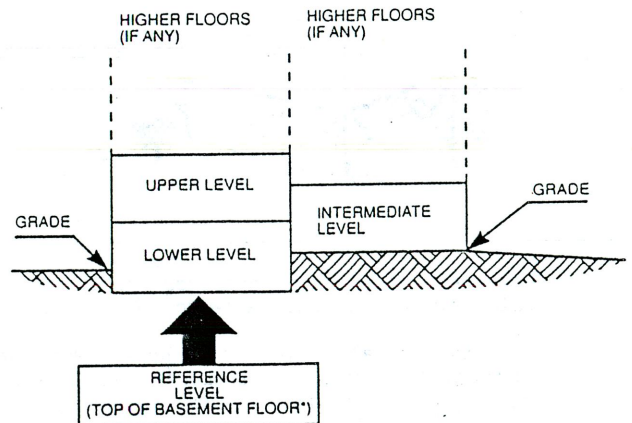 HIGHER FLOORS
(IF ANY)
HIGHER FLOORS
(IF ANY)
UPPER LEVEL
GRADE
INTERMEDIATE
LEVEL
GRADE
LOWER LEVEL
REFERENCE
LEVEL
(TOP OF BASEMENT FLOOR*)